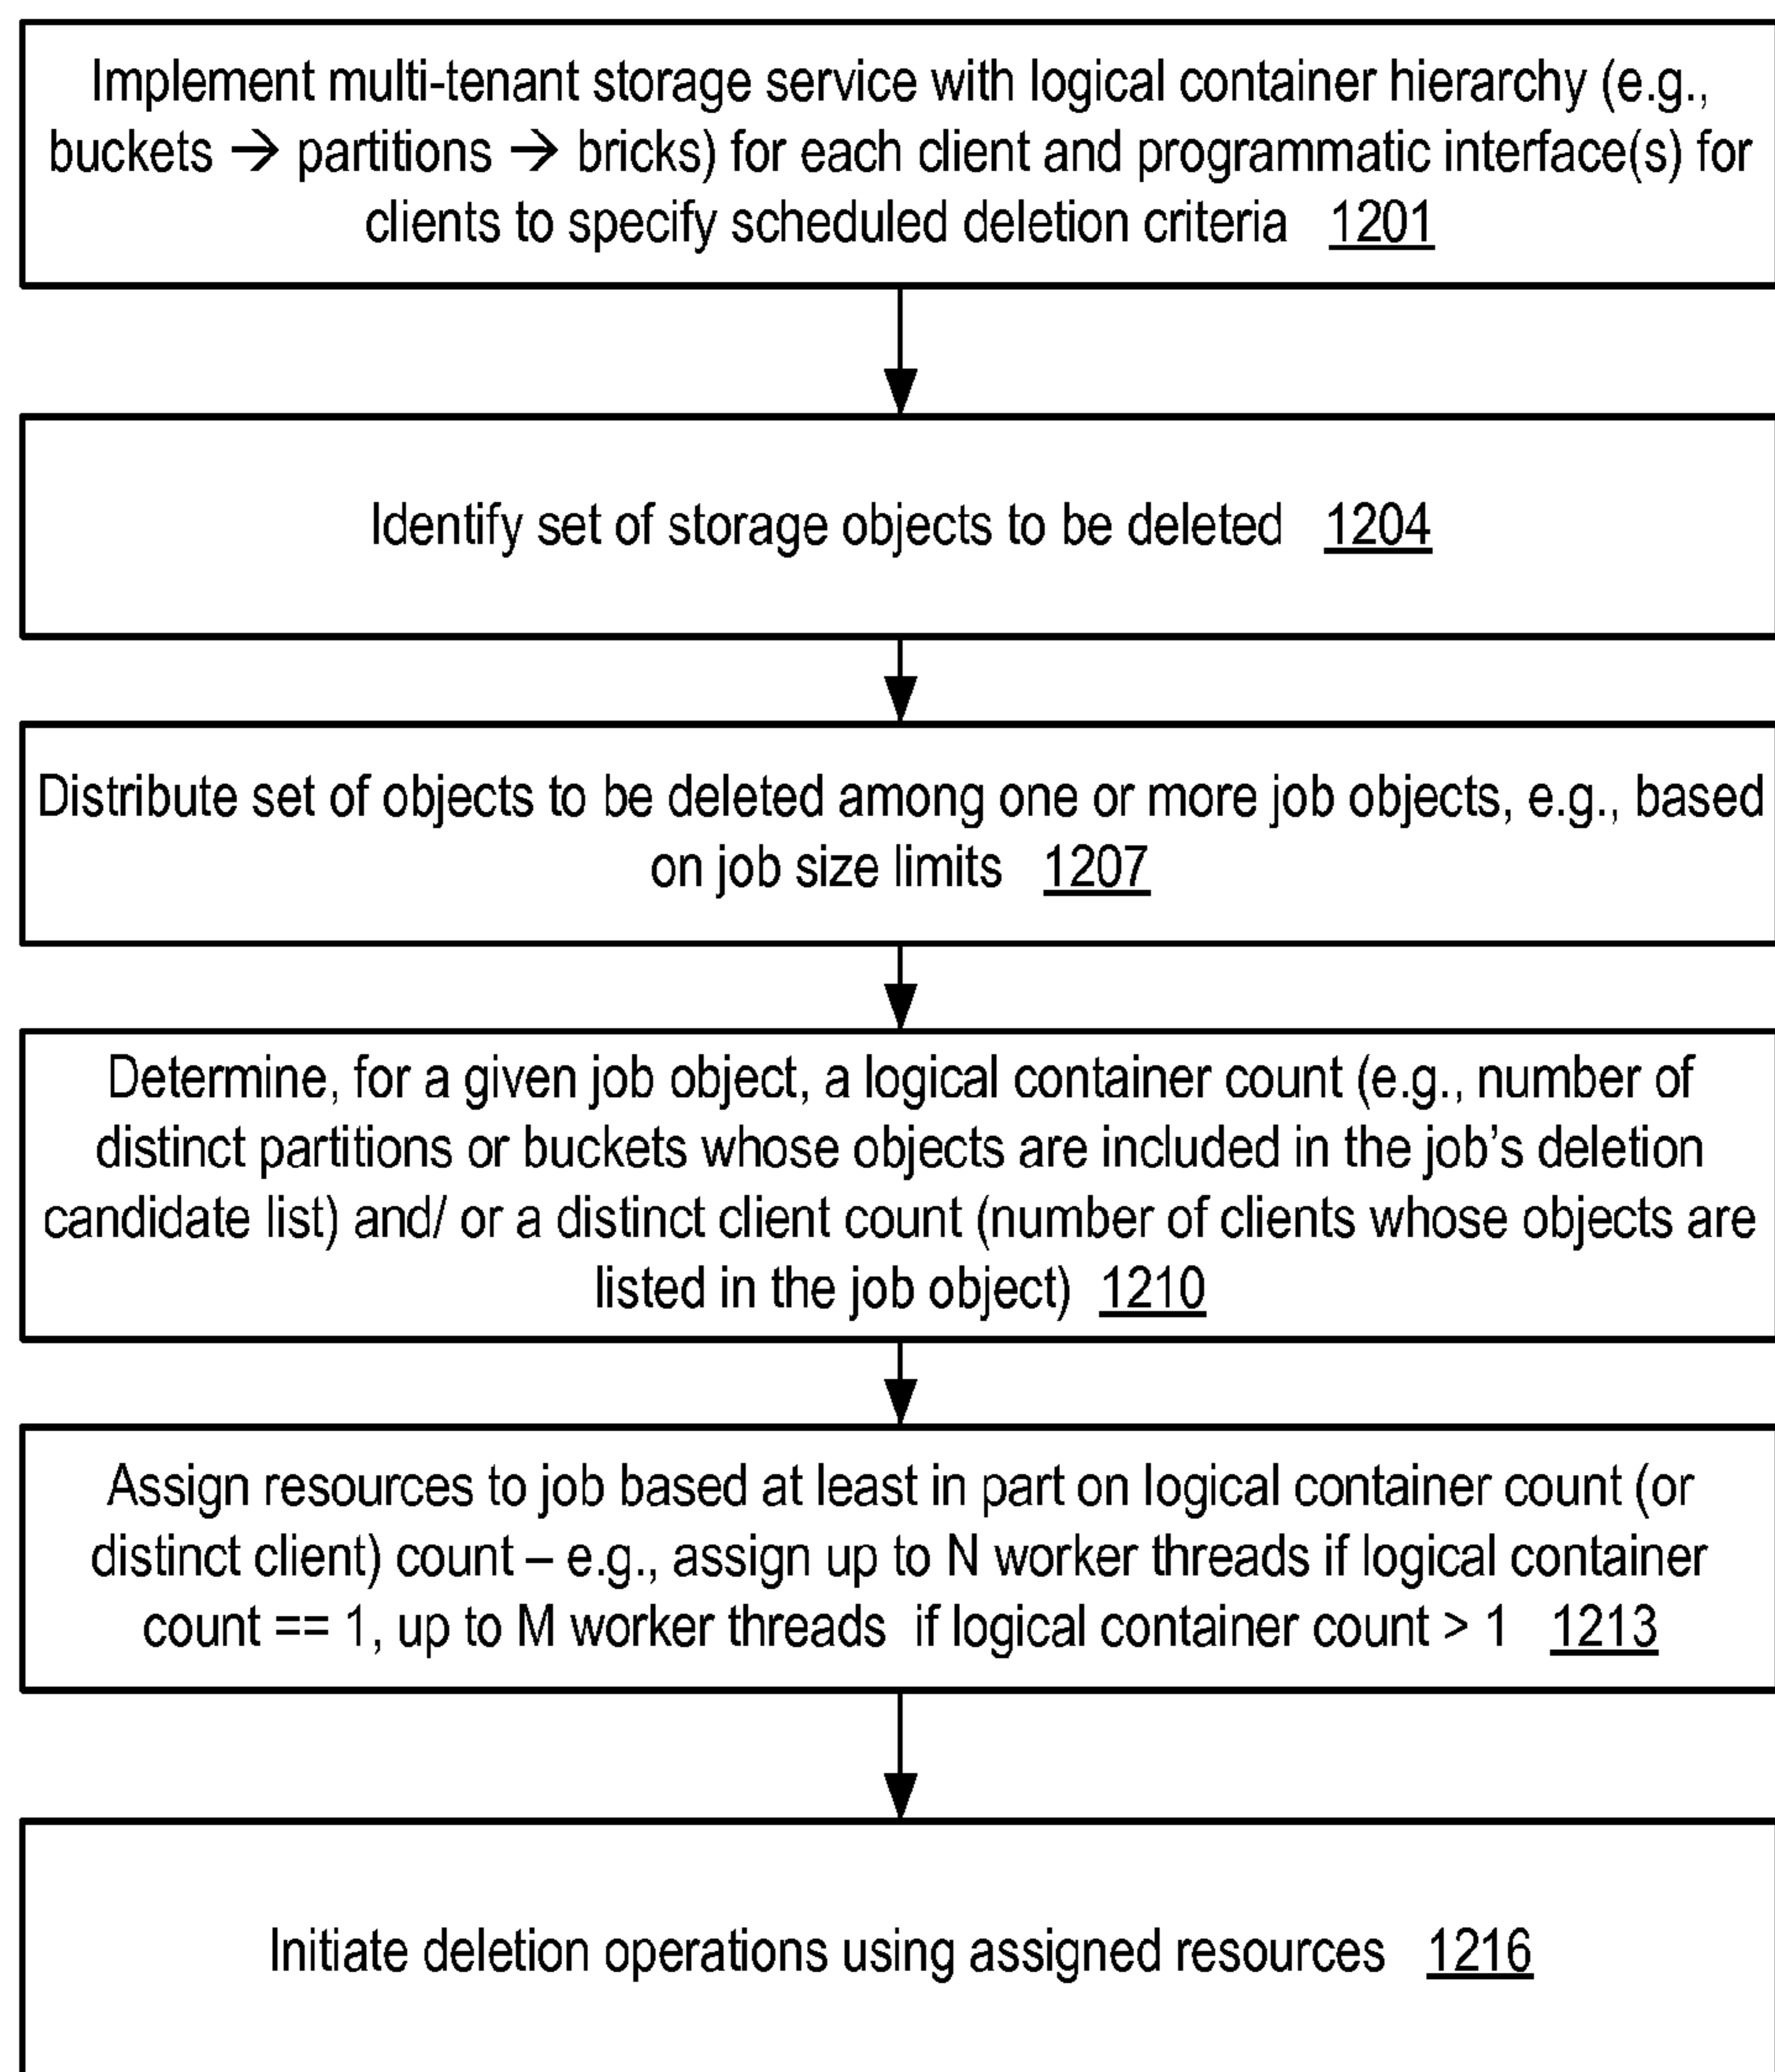 Implement multi-tenant storage service with logical container hierarchy (e.g.,
buckets → partitions → bricks) for each client and programmatic interface(s) for
clients to specify scheduled deletion criteria 1201
Identify set of storage objects to be deleted 1204
Distribute set of objects to be deleted among one or more job objects, e.g., based
on job size limits 1207
Determine, for a given job object, a logical container count (e.g., number of
distinct partitions or buckets whose objects are included in the job’s deletion
candidate list) and/ or a distinct client count (number of clients whose objects are
listed in the job object) 1210
Assign resources to job based at least in part on logical container count (or
distinct client) count – e.g., assign up to N worker threads if logical container
count == 1, up to M worker threads if logical container count > 1 1213
Initiate deletion operations using assigned resources 1216